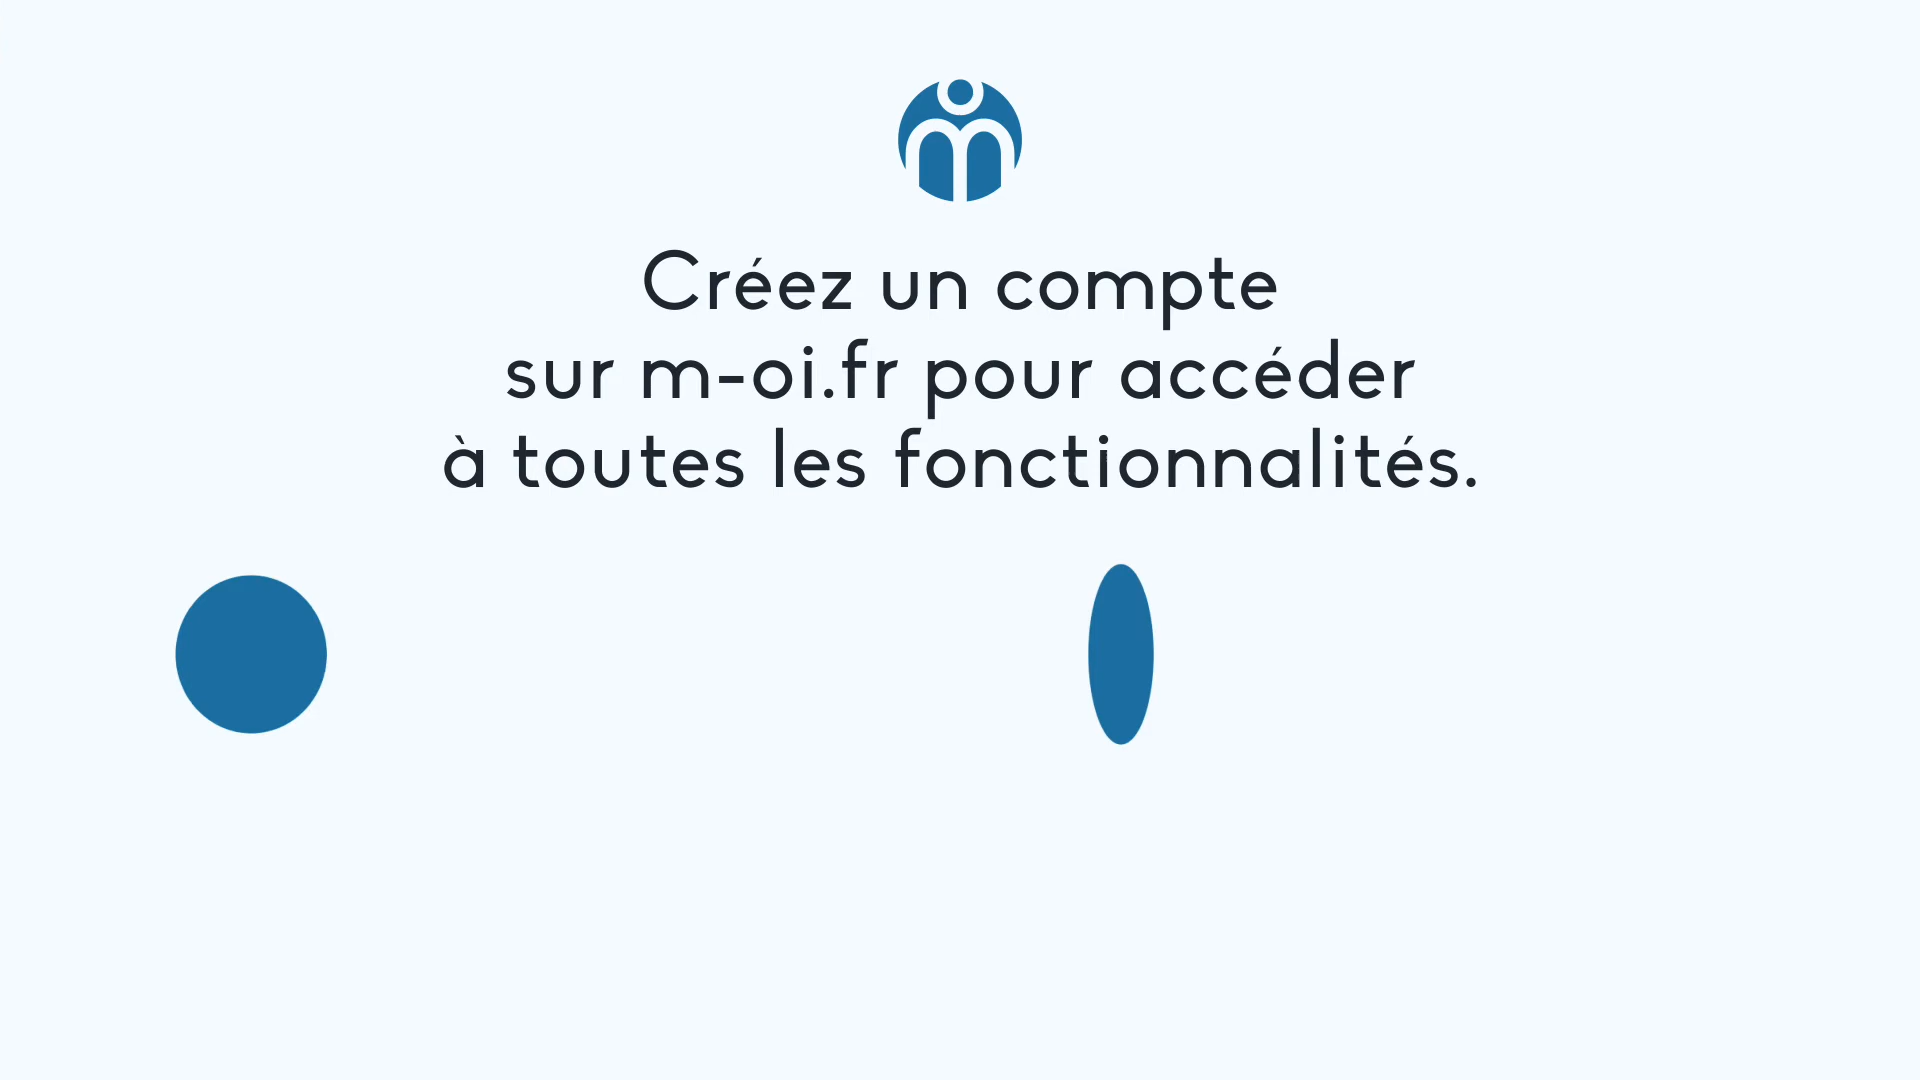 Créez un compte
sur m-oi.fr pour accéder
à toutes les fonctionnalités.